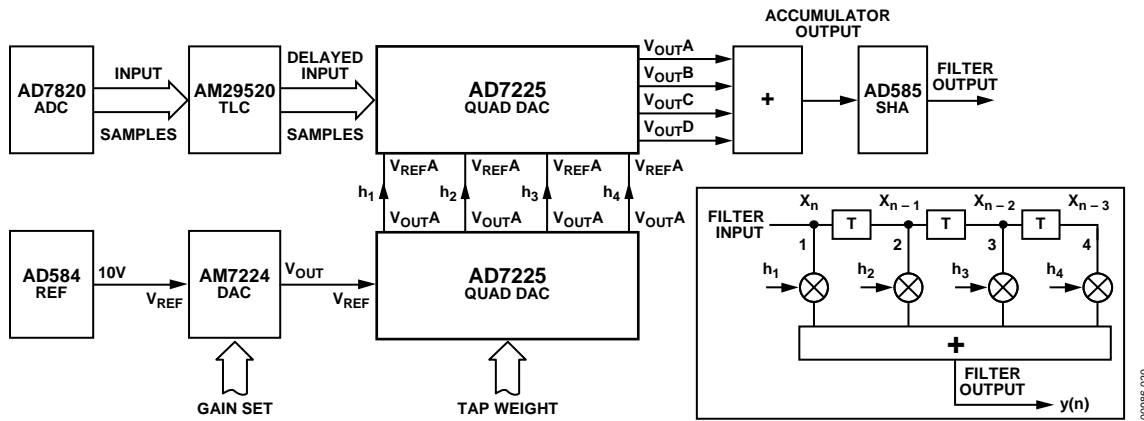 AD7820
ADC
INPUT
SAMPLES
AM29520
TLC
DELAYED
INPUT
SAMPLES
AD7225
QUAD DAC
VOUTA
VOUTB
VOUTC
VOUTD
+
ACCUMULATOR
OUTPUT
AD585
SHA
FILTER
OUTPUT
VREFA VREFA VREFA VREFA
h1 h2 h3 h4
VOUTA VOUTA VOUTA VOUTA
AD584
REF
10V
VREF
AM7224
DAC
VOUT
VREF
AD7225
QUAD DAC
GAIN SET
TAP WEIGHT
Xn Xn – 1 Xn – 2 Xn – 3
FILTER
INPUT
T T T
1 2 3 4
h1 h2 h3 h4
+
FILTER
OUTPUT
y(n)
00986-020